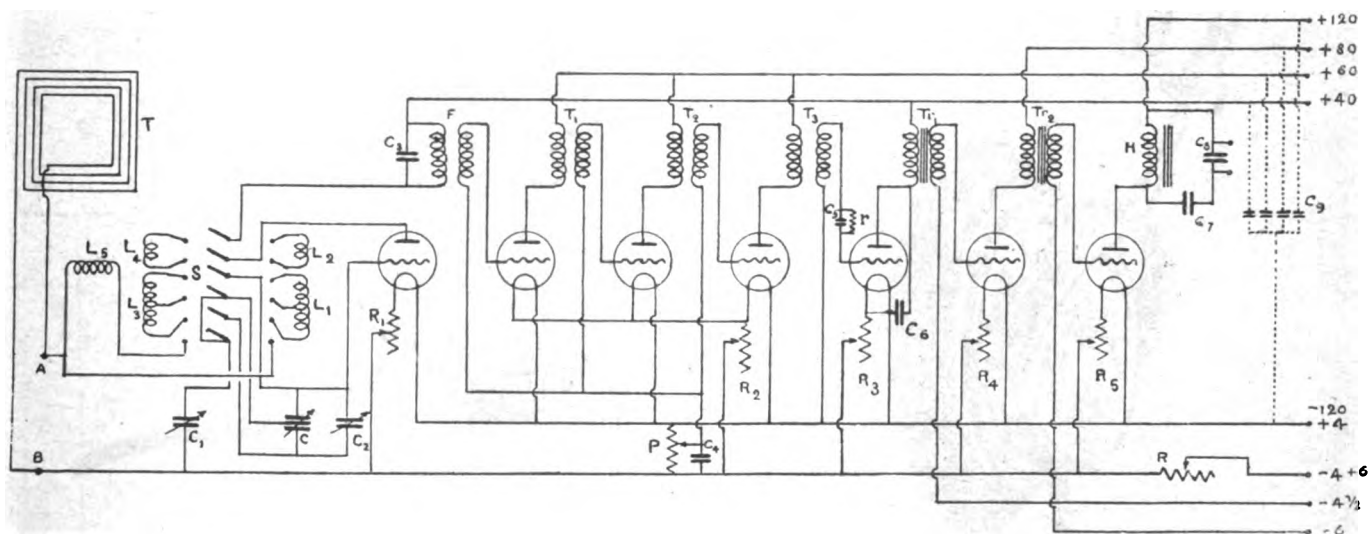 +120
+80
+60
+40
T
F
T₁
T₂
T₃
Tr₁
Tr₂
H
C₃
C₅
r
C₈
C₇
C₉
L₅
L₄
S
L₂
L₃
L₁
R₁
C₆
A
R₂
R₃
R₄
R₅
C₁
C
C₂
P
C₄
-120
+4
B
R
-4+6
-4½
-6